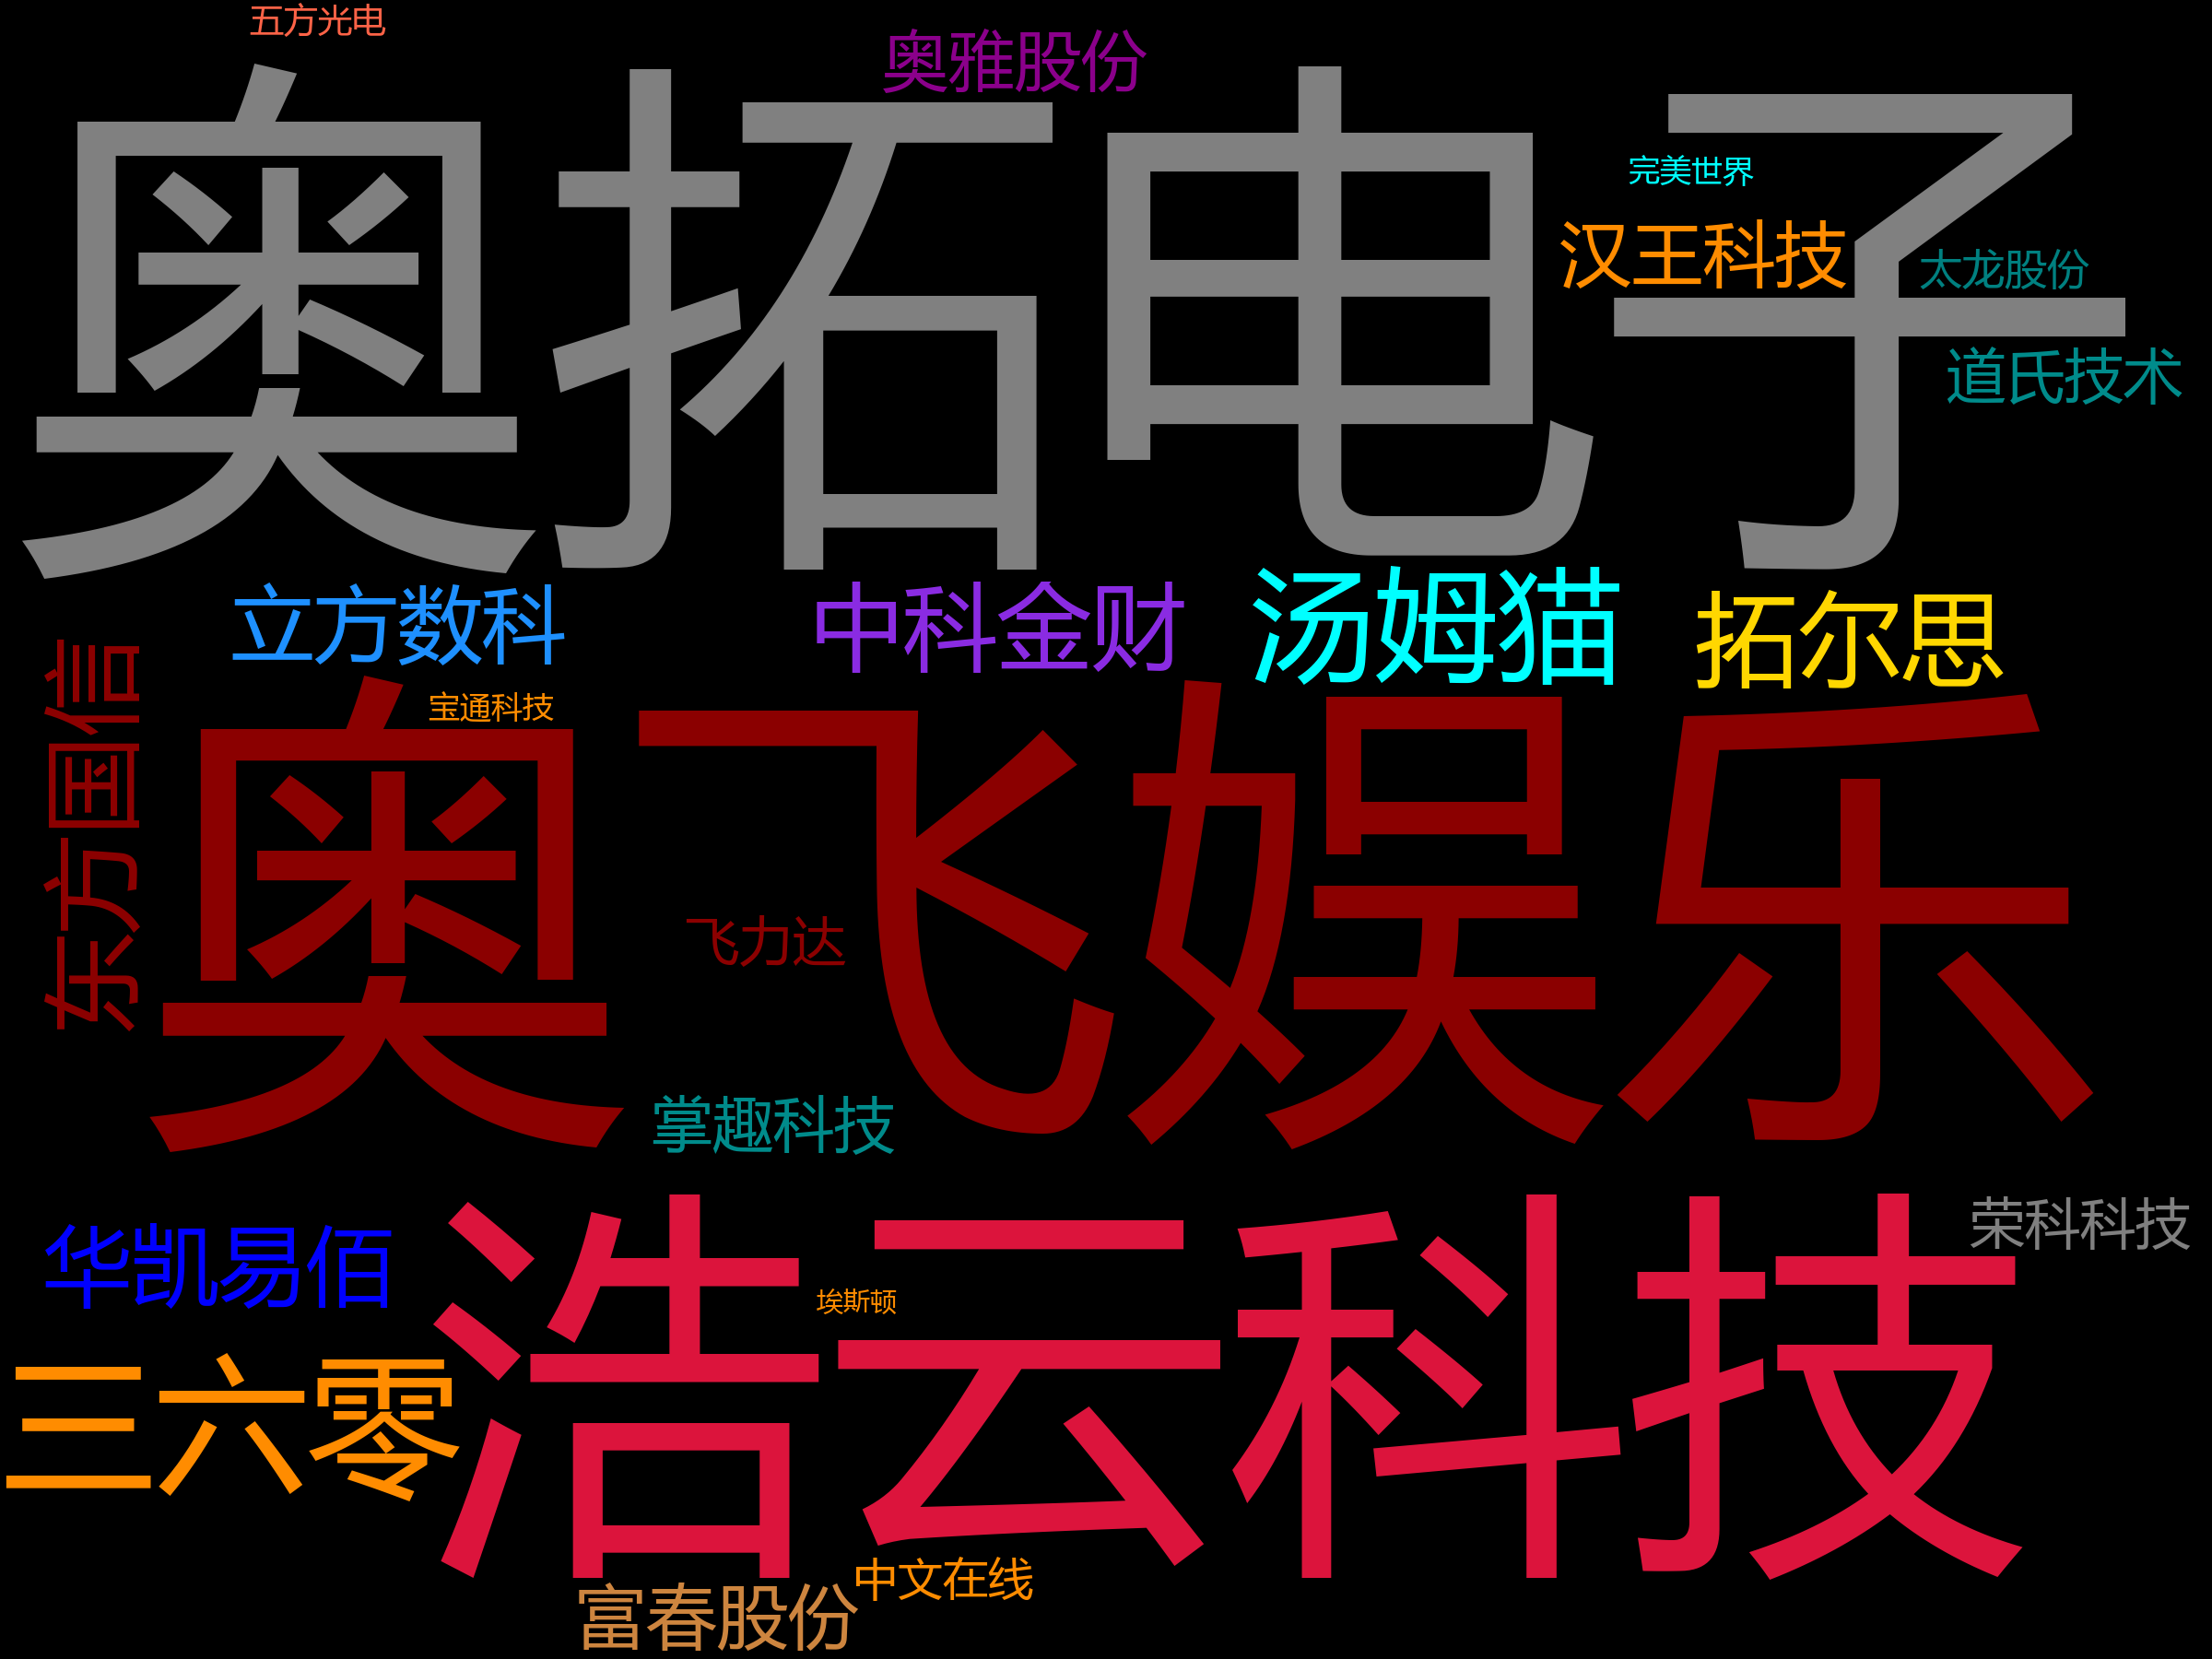 五方光电
奥雅股份
奥拓电子
完美世界
汉王科技
太力股份
道氏技术
立方数科
中科金财
汤姆猫
拓尔思
东方国信
宝通科技
奥飞娱乐
飞力达
掌趣科技
华凯易佰
荣科科技
浩云科技
埃斯顿
三六零
中文在线
富春股份